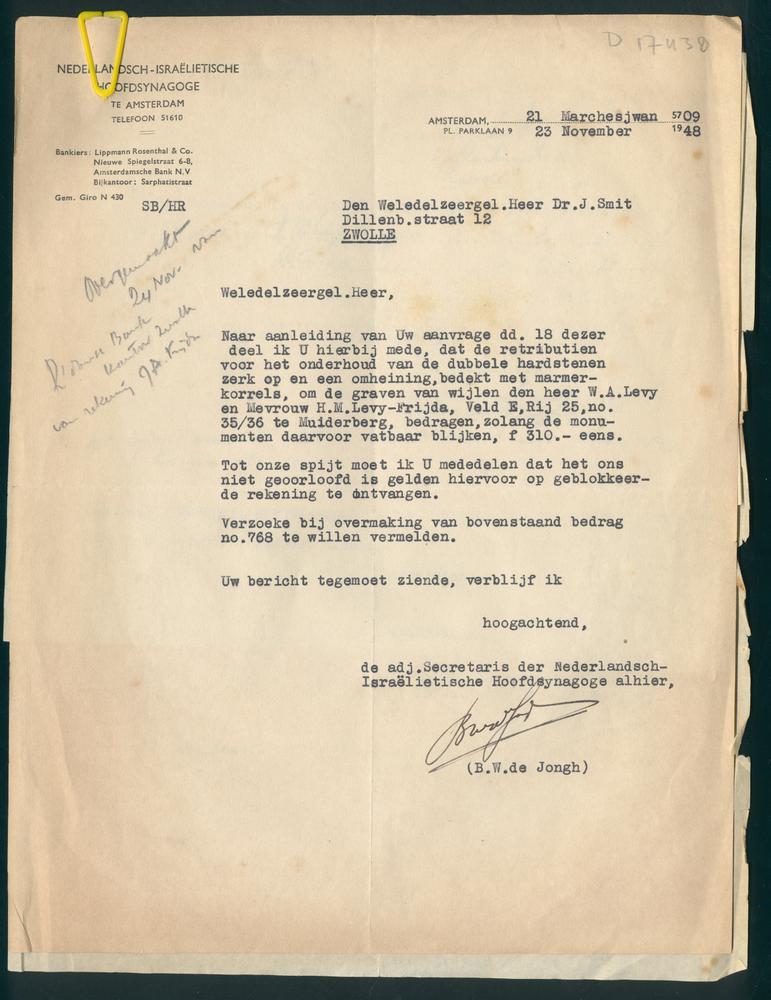 D 17438
NEDERLANDSCH-ISRAËLIETISCHE
HOOFDSYNAGOGE
TE AMSTERDAM
TELEFOON 51610
AMSTERDAM, 21 Marchesjwan 5709
PL. PARKLAAN 9 23 November 1948
Bankiers: Lippmann Rosenthal & Co.
Nieuwe Spiegelstraat 6-8,
Amsterdamsche Bank N.V
Bijkantoor: Sarphatistraat
Gem. Giro N 430
SB/HR
Den Weledelzeergel.Heer Dr.J.Smit
Dillenb.straat 12
ZWOLLE
Overgemaakt
24 Nov. van
Bank
kantoor Zwolle
van rekening
Weledelzeergel.Heer,
Naar aanleiding van Uw aanvrage dd. 18 dezer
deel ik U hierbij mede, dat de retributien
voor het onderhoud van de dubbele hardstenen
zerk op en een omheining,bedekt met marmer-
korrels, om de graven van wijlen den heer W.A.Levy
en Mevrouw H.M.Levy-Frijda, Veld E,Rij 25,no.
35/36 te Muiderberg, bedragen,zolang de monu-
menten daarvoor vatbaar blijken, f 310.- eens.
Tot onze spijt moet ik U mededelen dat het ons
niet geoorloofd is gelden hiervoor op geblokkeer-
de rekening te ontvangen.
Verzoeke bij overmaking van bovenstaand bedrag
no.768 te willen vermelden.
Uw bericht tegemoet ziende, verblijf ik
hoogachtend,
de adj.Secretaris der Nederlandsch-
Israëlietische Hoofdsynagoge alhier,
(B.W.de Jongh)